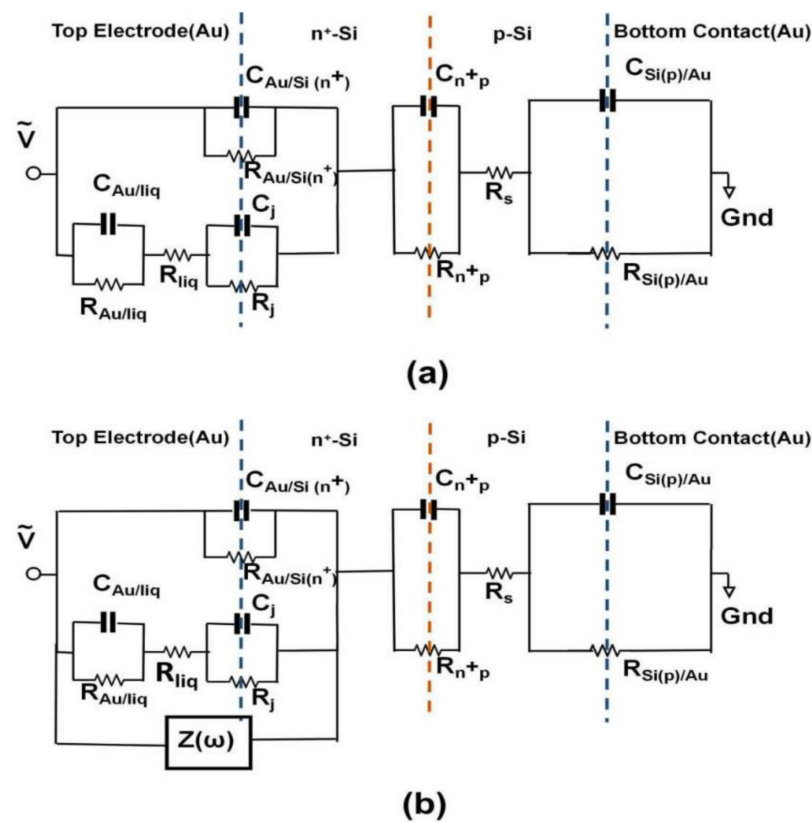 Top Electrode(Au) n⁺-Si p-Si Bottom Contact(Au)
C_Au/Si(n+) C_n+p C_Si(p)/Au
Ṽ
R_Au/Si(n+)
C_Au/liq C_j R_s Gnd
R_liq R_n+p R_Si(p)/Au
R_Au/liq R_j
(a)
Top Electrode(Au) n⁺-Si p-Si Bottom Contact(Au)
C_Au/Si(n+) C_n+p C_Si(p)/Au
Ṽ
R_Au/Si(n+)
C_Au/liq C_j R_s Gnd
R_liq R_n+p R_Si(p)/Au
R_Au/liq R_j
Z(ω)
(b)